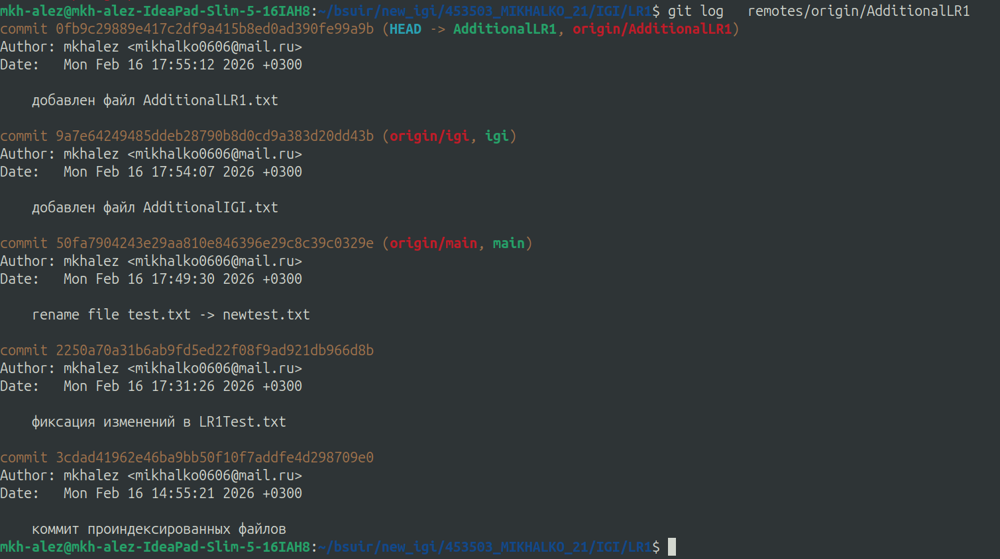 mkh-alez@mkh-alez-IdeaPad-Slim-5-16IAH8:~/bsuir/new_igi/453503_MIKHALKO_21/IGI/LR1$ git log   remotes/origin/AdditionalLR1
commit 0fb9c29889e417c2df9a415b8ed0ad390fe99a9b (HEAD -> AdditionalLR1, origin/AdditionalLR1)
Author: mkhalez <mikhalko0606@mail.ru>
Date:   Mon Feb 16 17:55:12 2026 +0300
добавлен файл AdditionalLR1.txt
commit 9a7e64249485ddeb28790b8d0cd9a383d20dd43b (origin/igi, igi)
Author: mkhalez <mikhalko0606@mail.ru>
Date:   Mon Feb 16 17:54:07 2026 +0300
добавлен файл AdditionalIGI.txt
commit 50fa7904243e29aa810e846396e29c8c39c0329e (origin/main, main)
Author: mkhalez <mikhalko0606@mail.ru>
Date:   Mon Feb 16 17:49:30 2026 +0300
rename file test.txt -> newtest.txt
commit 2250a70a31b6ab9fd5ed22f08f9ad921db966d8b
Author: mkhalez <mikhalko0606@mail.ru>
Date:   Mon Feb 16 17:31:26 2026 +0300
фиксация изменений в LR1Test.txt
commit 3cdad41962e46ba9bb50f10f7addfe4d298709e0
Author: mkhalez <mikhalko0606@mail.ru>
Date:   Mon Feb 16 14:55:21 2026 +0300
коммит проиндексированных файлов
mkh-alez@mkh-alez-IdeaPad-Slim-5-16IAH8:~/bsuir/new_igi/453503_MIKHALKO_21/IGI/LR1$